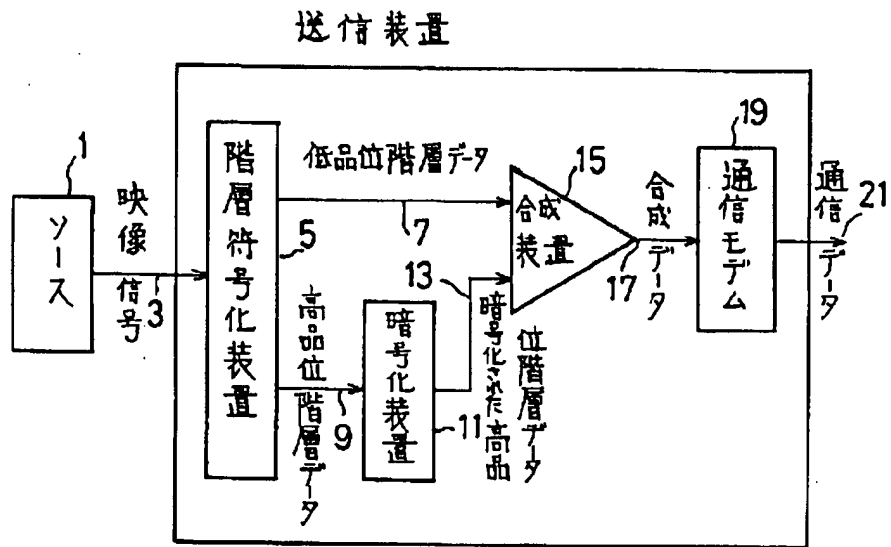 送信装置
1
ソース
映像
信号
3
階層符号化装置
5
低品位階層データ
7
高品位
階層データ
9
暗号化装置
11
13
暗号化された高品
位階層データ
合成
装置
15
17
合成データ
19
通信モデム
通信
データ
21